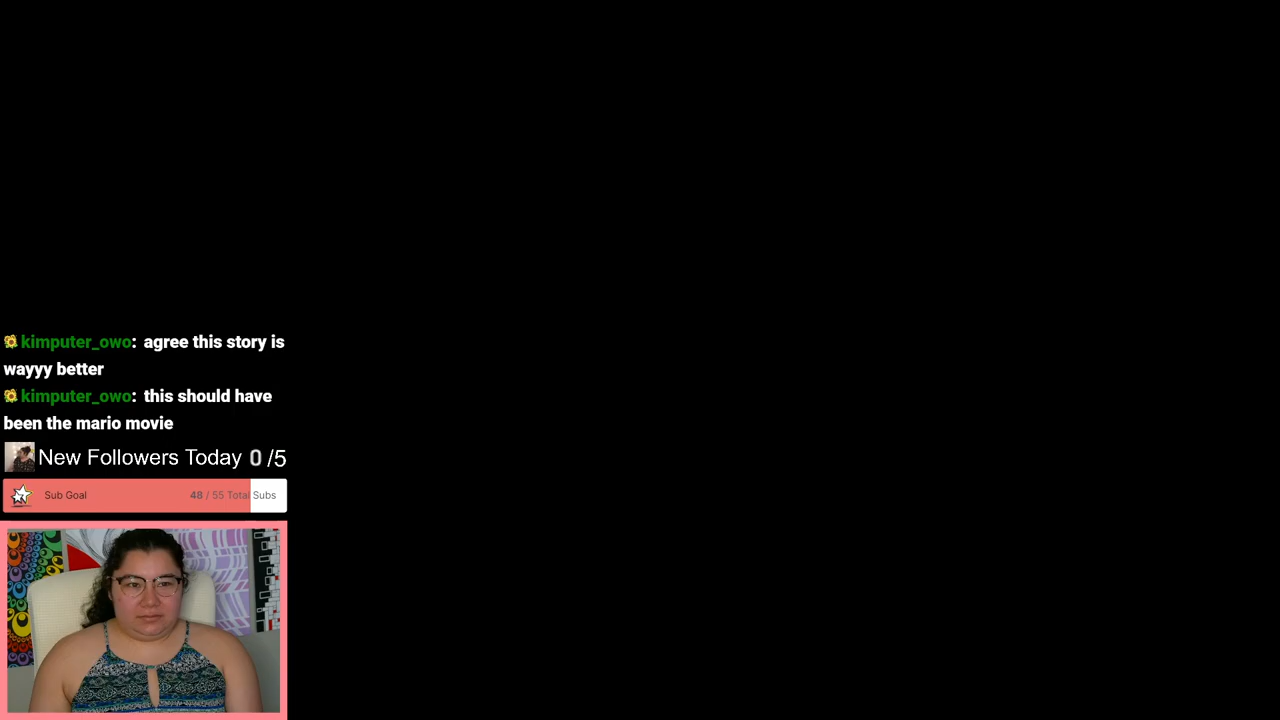 kimputer_owo: agree this story is
wayyy better
kimputer_owo: this should have
been the mario movie
New Followers Today 0 /5
Sub Goal 48 / 55 Total Subs